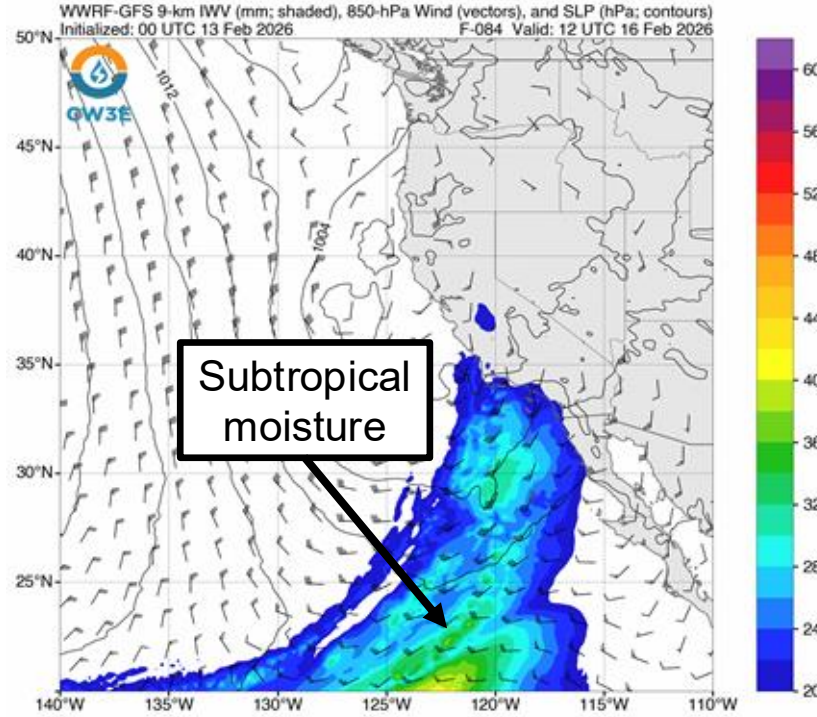 WWRF-GFS 9-km IWV (mm; shaded), 850-hPa Wind (vectors), and SLP (hPa; contours)
Initialized: 00 UTC 13 Feb 2026 F-084 Valid: 12 UTC 16 Feb 2026
50°N
CW3E
1012
60
56
45°N
52
48
1004
40°N
44
35°N
40
Subtropical
moisture
36
30°N
32
28
25°N
24
20
140°W 135°W 130°W 125°W 120°W 115°W 110°W